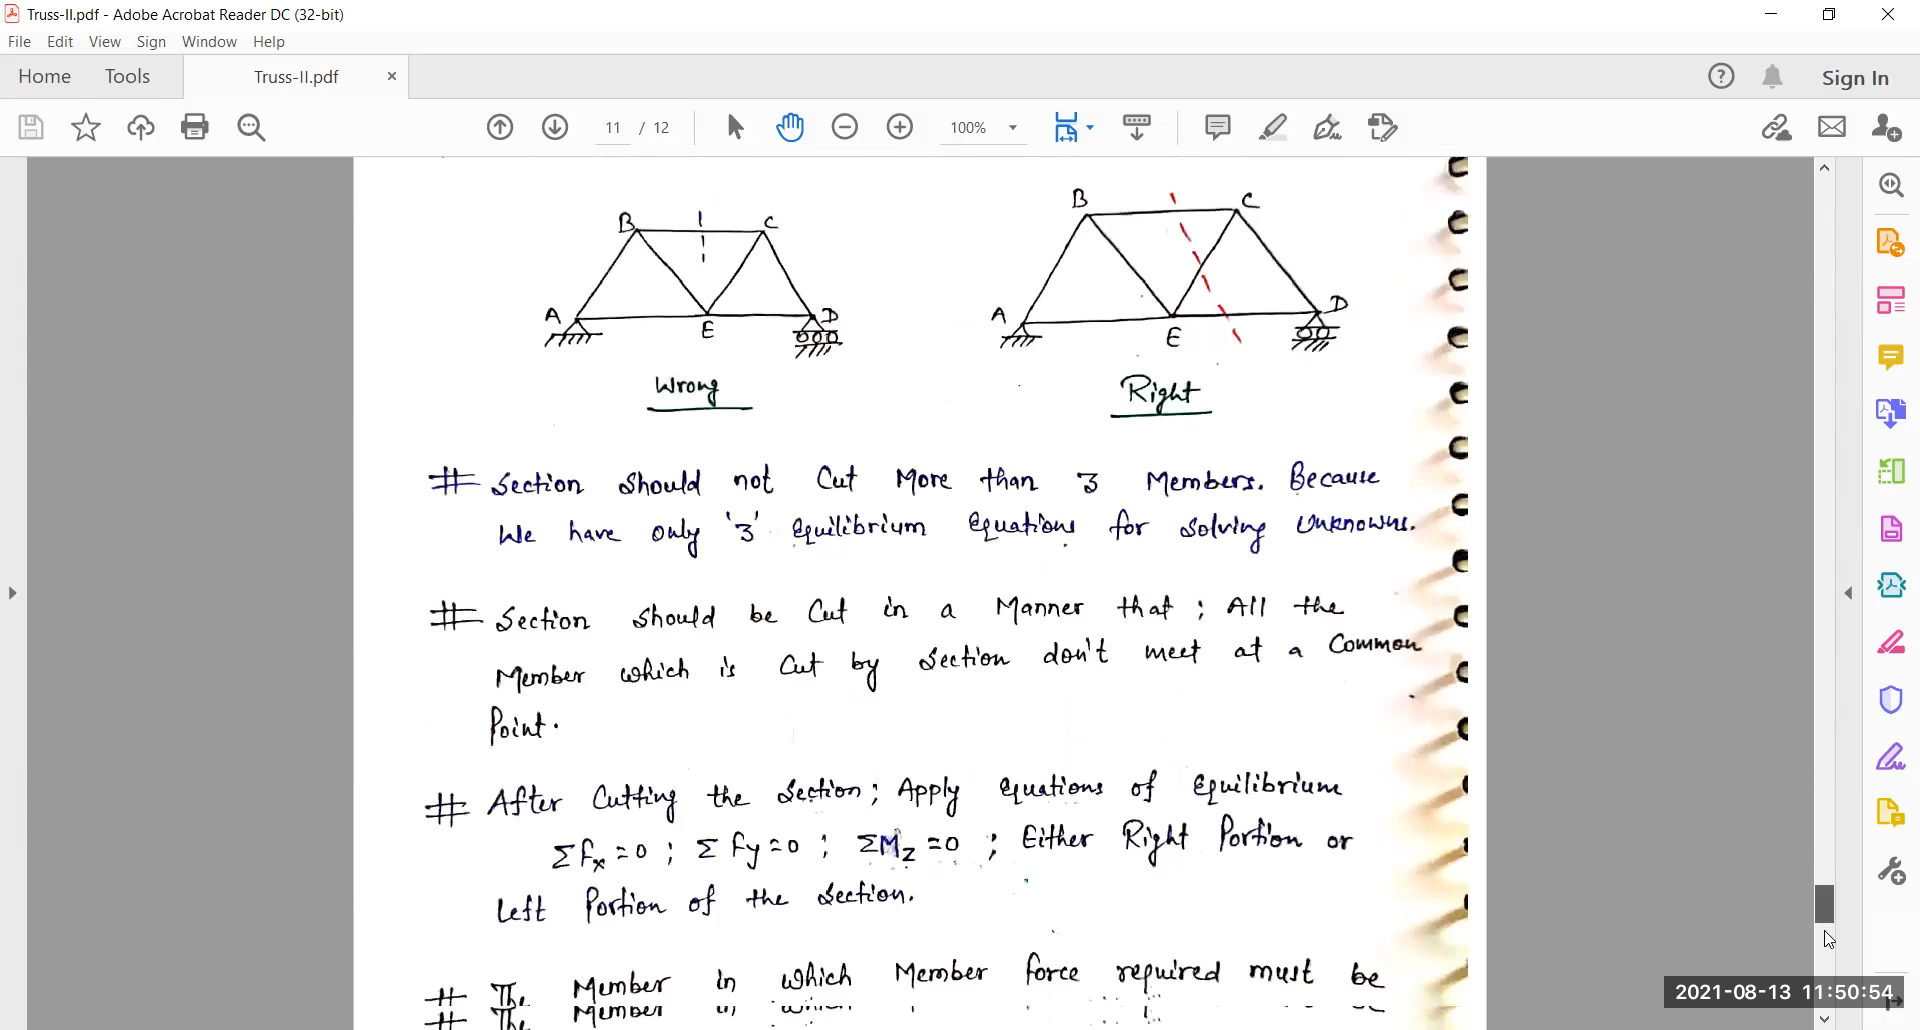 Truss-II.pdf - Adobe Acrobat Reader DC (32-bit)
File Edit View Sign Window Help
Home Tools Truss-II.pdf × Sign In
11 / 12 100%
B C B C
A E D A E D
Wrong Right
# Section should not Cut More than 3 Members. Because
We have only '3' Equilibrium Equations for Solving Unknowns.
# Section should be Cut in a Manner that ; All the
Member which is Cut by Section don't meet at a Common
Point.
# After Cutting the Section; Apply Equations of Equilibrium
Σfx = 0 ; Σfy = 0 ; ΣMz = 0 ; Either Right Portion or
Left Portion of the Section.
# The Member in which Member force required must be
# The Member in which
2021-08-13 11:50:54